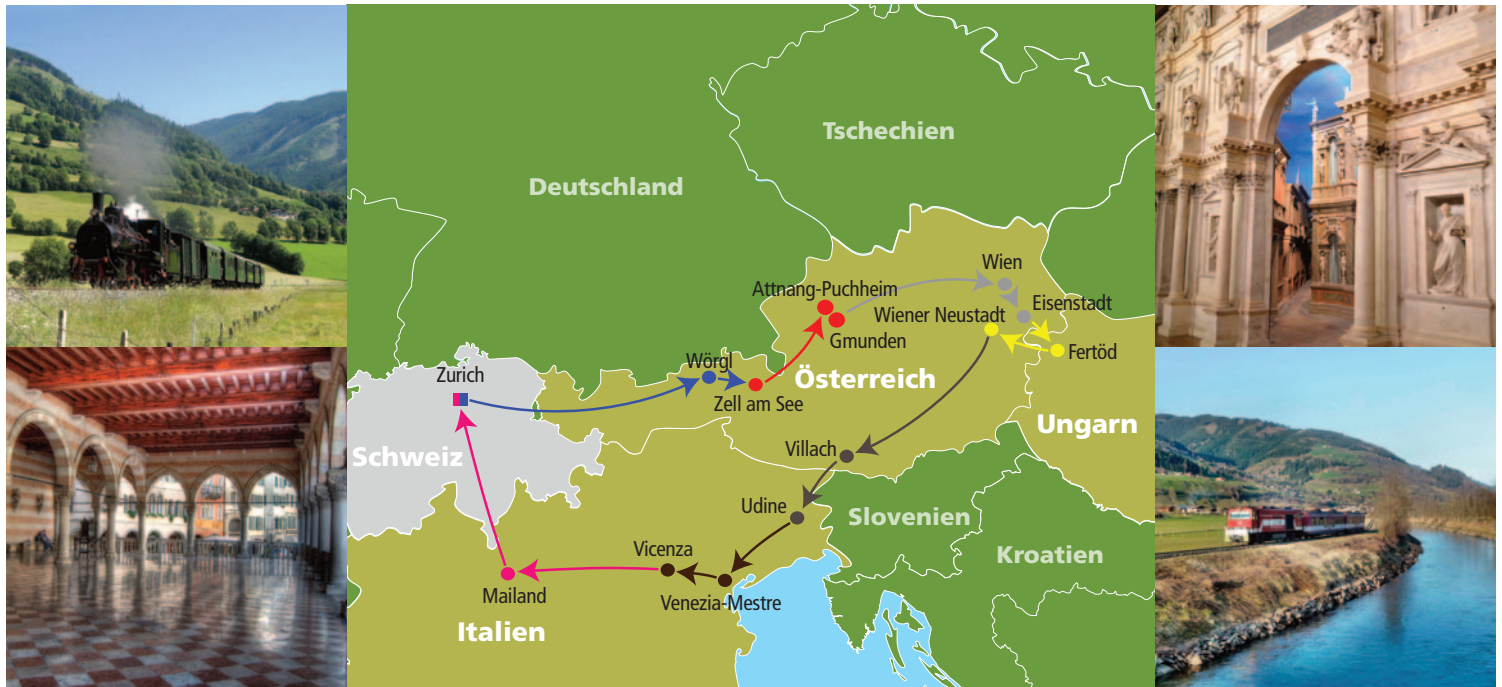 Tschechien
Deutschland
Wien
Attnang-Puchheim
Eisenstadt
Wiener Neustadt
Gmunden
Fertöd
Wörgl
Zurich
Österreich
Zell am See
Ungarn
Villach
Schweiz
Udine
Slovenien
Vicenza
Kroatien
Mailand
Venezia-Mestre
Italien